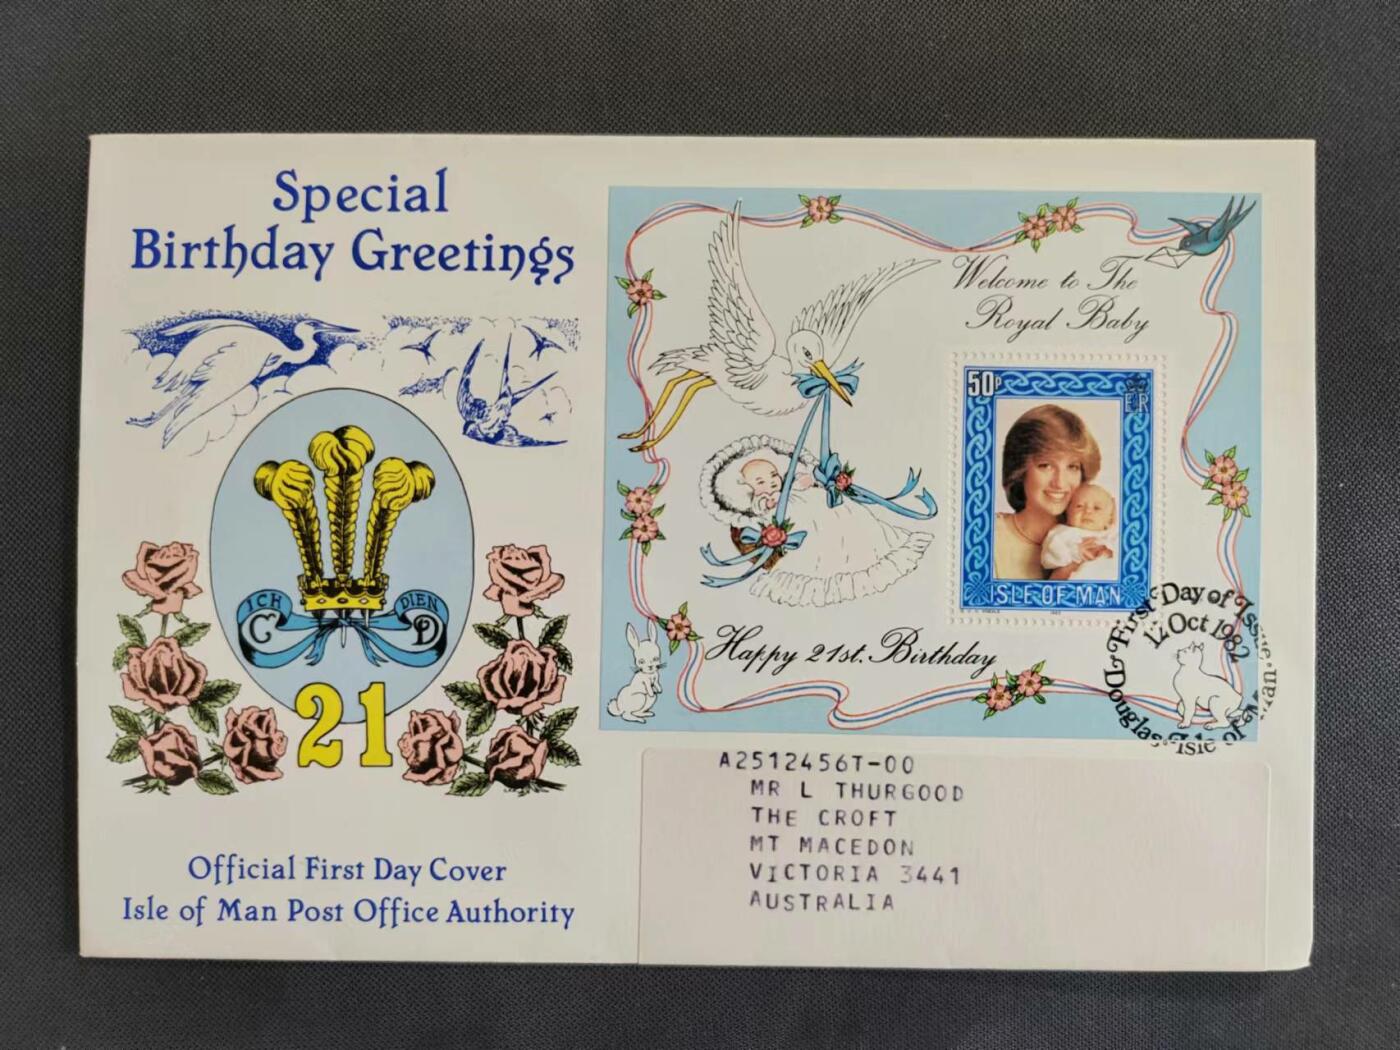 Special
Birthday Greetings
ICH DIEN
C D
21
Official First Day Cover
Isle of Man Post Office Authority
Welcome to The
Royal Baby
50P
ER
ISLE OF MAN
1982
Happy 21st. Birthday
First Day of Issue
12 Oct 1982
Douglas Isle of Man
A2512456T-00
MR L THURGOOD
THE CROFT
MT MACEDON
VICTORIA 3441
AUSTRALIA